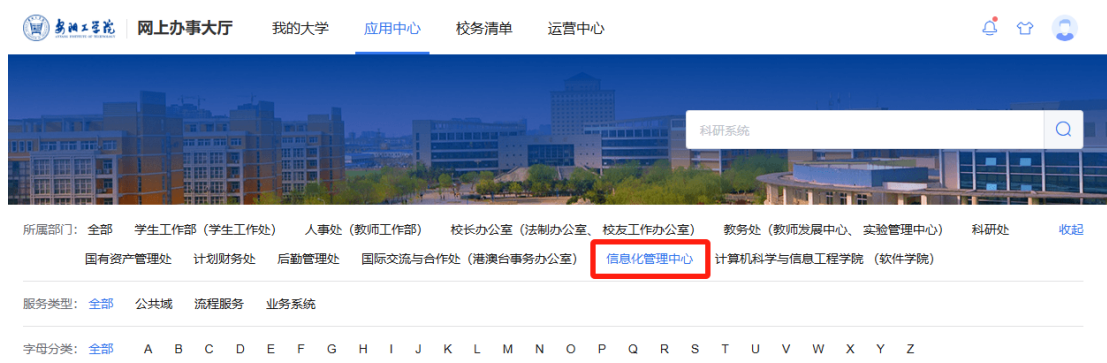 安阳工学院 网上办事大厅 我的大学 应用中心 校务清单 运营中心
科研系统
所属部门： 全部 学生工作部（学生工作处） 人事处（教师工作部） 校长办公室（法制办公室、 校友工作办公室） 教务处（教师发展中心、 实验管理中心） 科研处 收起
国有资产管理处 计划财务处 后勤管理处 国际交流与合作处（港澳台事务办公室） 信息化管理中心 计算机科学与信息工程学院 （软件学院）
服务类型： 全部 公共域 流程服务 业务系统
字母分类： 全部 A B C D E F G H I J K L M N O P Q R S T U V W X Y Z